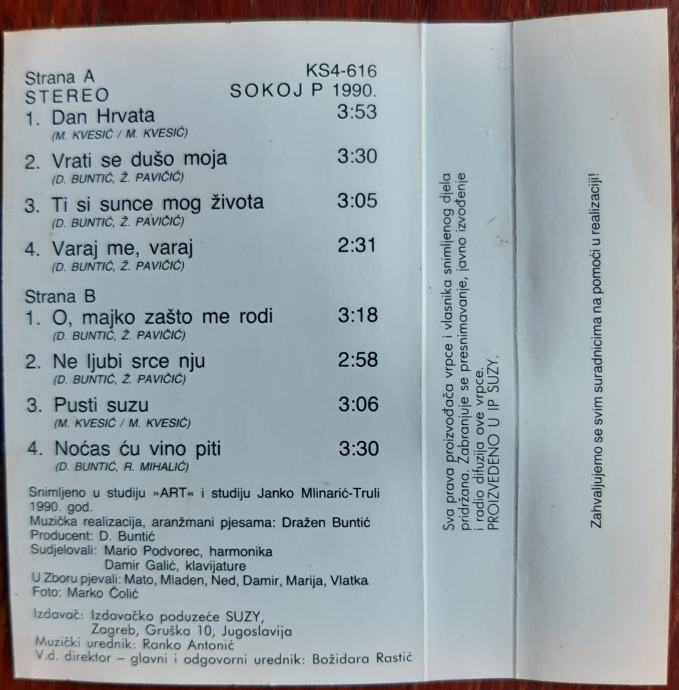 Strana A KS4-616
STEREO SOKOJ P 1990.
1. Dan Hrvata 3:53
(M. KVESIĆ / M. KVESIĆ)
2. Vrati se dušo moja 3:30
(D. BUNTIĆ, Ž. PAVIČIĆ)
3. Ti si sunce mog života 3:05
(D. BUNTIĆ, Ž. PAVIČIĆ)
4. Varaj me, varaj 2:31
(D. BUNTIĆ, Ž. PAVIČIĆ)
Strana B
1. O, majko zašto me rodi 3:18
(D. BUNTIĆ, Ž. PAVIČIĆ)
2. Ne ljubi srce nju 2:58
(D. BUNTIĆ, Ž. PAVIČIĆ)
3. Pusti suzu 3:06
(M. KVESIĆ / M. KVESIĆ)
4. Noćas ću vino piti 3:30
(D. BUNTIĆ, R. MIHALIĆ)
Snimljeno u studiju »ART« i studiju Janko Mlinarić-Truli
1990. god.
Muzička realizacija, aranžmani pjesama: Dražen Buntić
Producent: D. Buntić
Sudjelovali: Mario Podvorec, harmonika
Damir Galić, klavijature
U Zboru pjevali: Mato, Mladen, Ned, Damir, Marija, Vlatka
Foto: Marko Čolić
Izdavač: Izdavačko poduzeće SUZY,
Zagreb, Gruška 10, Jugoslavija
Muzički urednik: Ranko Antonić
V.d. direktor – glavni i odgovorni urednik: Božidara Rastić
Sva prava proizvođača vrpce i vlasnika snimljenog djela
pridržana. Zabranjuje se presnimavanje, javno izvođenje
i radio difuzija ove vrpce.
PROIZVEDENO U IP SUZY.
Zahvaljujemo se svim suradnicima na pomoći u realizaciji!